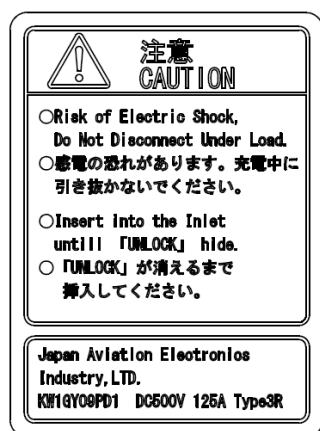 注意
CAUTION
○Risk of Electric Shock,
Do Not Disconnect Under Load.
○感電の恐れがあります。充電中に
引き抜かないでください。
○Insert into the Inlet
untill 「UNLOCK」 hide.
○「UNLOCK」が消えるまで
挿入してください。
Japan Aviation Electronics
Industry,LTD.
KW1GY09PD1 DC500V 125A Type3R